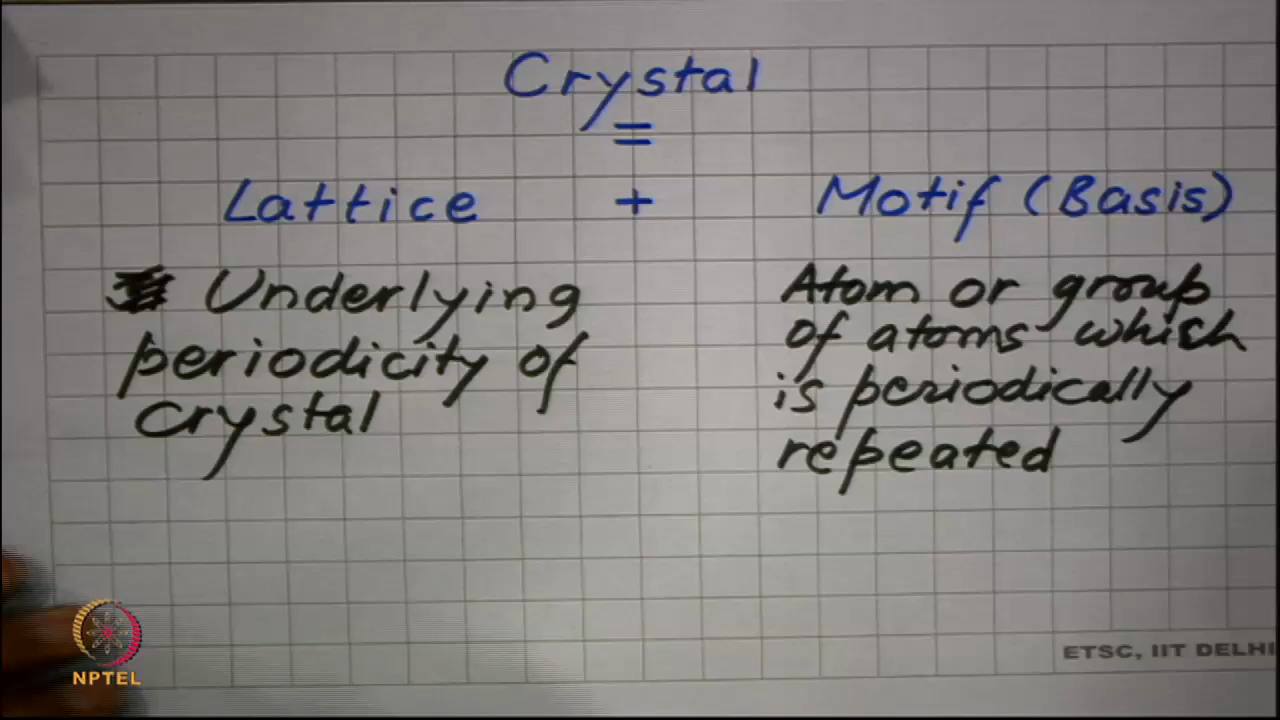 Crystal
=
Lattice + Motif (Basis)
Underlying
periodicity of
crystal
Atom or group
of atoms which
is periodically
repeated
NPTEL
ETSC, IIT DELHI